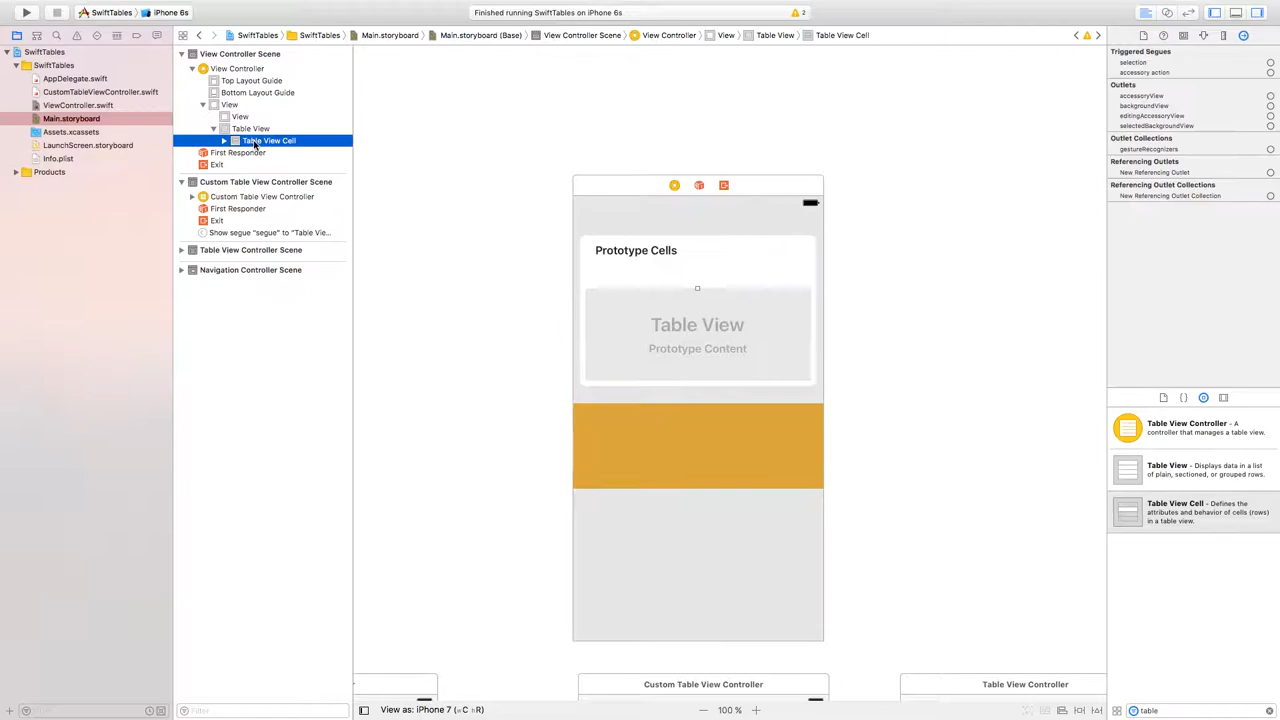 SwiftTables
iPhone 6s
Finished running SwiftTables on iPhone 6s
2
SwiftTables
SwiftTables
Main.storyboard
Main.storyboard (Base)
View Controller Scene
View Controller
View
Table View
Table View Cell
SwiftTables
SwiftTables
AppDelegate.swift
CustomTableViewController.swift
ViewController.swift
Main.storyboard
Assets.xcassets
LaunchScreen.storyboard
Info.plist
Products
View Controller Scene
View Controller
Top Layout Guide
Bottom Layout Guide
View
View
Table View
Table View Cell
First Responder
Exit
Custom Table View Controller Scene
Custom Table View Controller
First Responder
Exit
Show segue "segue" to "Table Vie...
Table View Controller Scene
Navigation Controller Scene
Prototype Cells
Table View
Prototype Content
Custom Table View Controller
Table View Controller
Triggered Segues
selection
accessory action
Outlets
accessoryView
backgroundView
editingAccessoryView
selectedBackgroundView
Outlet Collections
gestureRecognizers
Referencing Outlets
New Referencing Outlet
Referencing Outlet Collections
New Referencing Outlet Collection
Table View Controller - A
controller that manages a table view.
Table View - Displays data in a list
of plain, sectioned, or grouped rows.
Table View Cell - Defines the
attributes and behavior of cells (rows)
in a table view.
Filter
Filter
View as: iPhone 7 (wC hR)
100 %
table